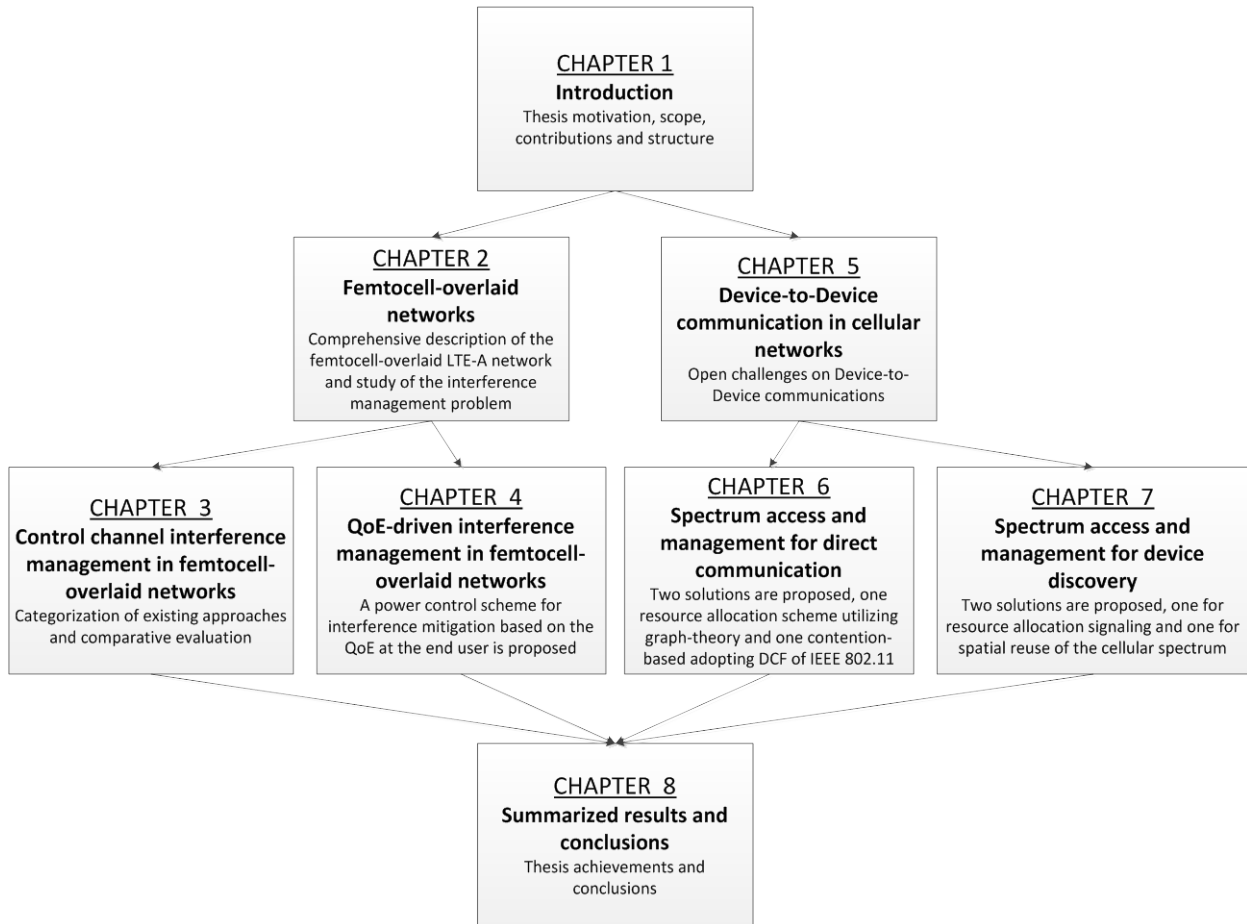 CHAPTER 1
Introduction
Thesis motivation, scope,
contributions and structure
CHAPTER 2
Femtocell-overlaid
networks
Comprehensive description of the
femtocell-overlaid LTE-A network
and study of the interference
management problem
CHAPTER 5
Device-to-Device
communication in cellular
networks
Open challenges on Device-to-
Device communications
CHAPTER 3
Control channel interference
management in femtocell-
overlaid networks
Categorization of existing approaches
and comparative evaluation
CHAPTER 4
QoE-driven interference
management in femtocell-
overlaid networks
A power control scheme for
interference mitigation based on the
QoE at the end user is proposed
CHAPTER 6
Spectrum access and
management for direct
communication
Two solutions are proposed, one
resource allocation scheme utilizing
graph-theory and one contention-
based adopting DCF of IEEE 802.11
CHAPTER 7
Spectrum access and
management for device
discovery
Two solutions are proposed, one for
resource allocation signaling and one for
spatial reuse of the cellular spectrum
CHAPTER 8
Summarized results and
conclusions
Thesis achievements and
conclusions